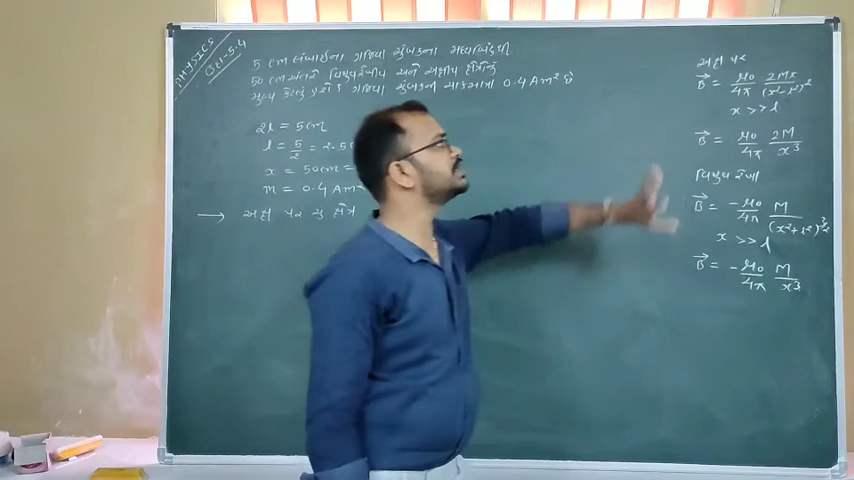 PHYSICS
દા-5.4
5 cm લંબાઈના ગજિયા ચુંબકના મધ્યબિંદુથી
50 cm અંતરે વિષુવરેખીય અને અક્ષીય ક્ષેત્રોનું
મૂલ્ય કેટલું હશે? ગજિયા ચુંબકની ચાકમાત્રા 0.4 Am² છે
2l = 5cm
l = 5/2 = 2.5
x = 50cm =
m = 0.4 Am²
→ અક્ષ પર ચું ક્ષેત્ર
અક્ષ પર
B⃗ = μ₀/4π 2Mx/(x²-l²)²
x >> l
B⃗ = μ₀/4π 2M/x³
વિષુવરેખા
B⃗ = -μ₀/4π M/(x²+l²)^3/2
x >> l
B⃗ = -μ₀/4π M/x³